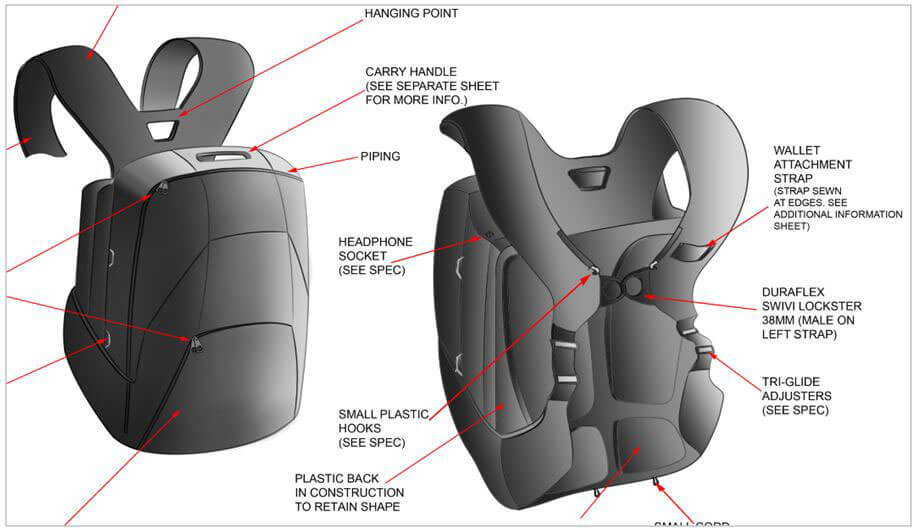 HANGING POINT
CARRY HANDLE
(SEE SEPARATE SHEET
FOR MORE INFO.)
PIPING
HEADPHONE
SOCKET
(SEE SPEC)
SMALL PLASTIC
HOOKS
(SEE SPEC)
PLASTIC BACK
IN CONSTRUCTION
TO RETAIN SHAPE
WALLET
ATTACHMENT
STRAP
(STRAP SEWN
AT EDGES. SEE
ADDITIONAL INFORMATION
SHEET)
DURAFLEX
SWIVI LOCKSTER
38MM (MALE ON
LEFT STRAP)
TRI-GLIDE
ADJUSTERS
(SEE SPEC)
SMALL CORD